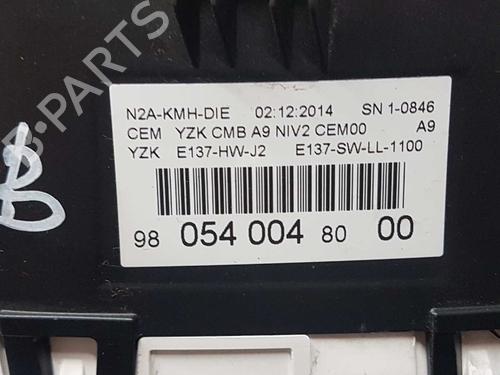 B-PARTS
N2A-KMH-DIE 02:12:2014 SN 1-0846
CEM YZK CMB A9 NIV2 CEM00 A9
YZK E137-HW-J2 E137-SW-LL-1100
98 054 004 80 00